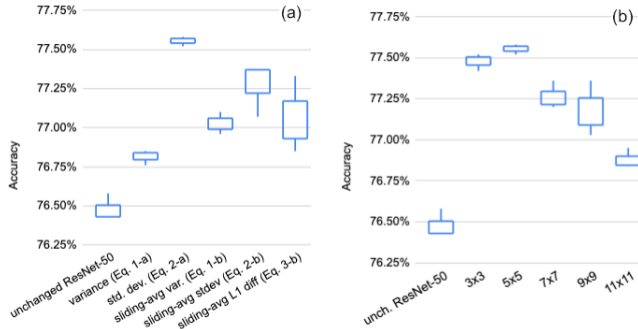 77.75%
(a)
77.50%
77.25%
77.00%
76.75%
76.50%
76.25%
Accuracy
unchanged ResNet-50
variance (Eq. 1-a)
std. dev. (Eq. 2-a)
sliding-avg var. (Eq. 1-b)
sliding-avg stdev (Eq. 2-b)
sliding-avg L1 diff (Eq. 3-b)
77.75%
(b)
77.50%
77.25%
77.00%
76.75%
76.50%
76.25%
Accuracy
unch. ResNet-50
3x3
5x5
7x7
9x9
11x11